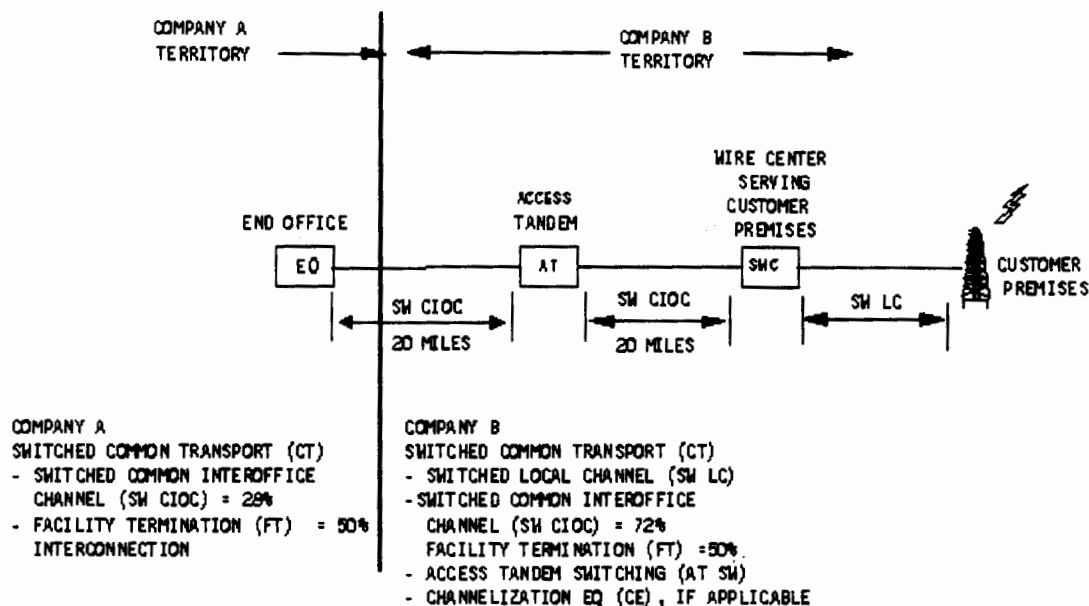 COMPANY A
TERRITORY
COMPANY B
TERRITORY
WIRE CENTER
SERVING
CUSTOMER
PREMISES
ACCESS
TANDEM
END OFFICE
EO
AT
SWC
CUSTOMER
PREMISES
SW CIOC
20 MILES
SW CIOC
20 MILES
SW LC
COMPANY A
SWITCHED COMMON TRANSPORT (CT)
- SWITCHED COMMON INTEROFFICE
CHANNEL (SW CIOC) = 28%
- FACILITY TERMINATION (FT) = 50%
INTERCONNECTION
COMPANY B
SWITCHED COMMON TRANSPORT (CT)
- SWITCHED LOCAL CHANNEL (SW LC)
-SWITCHED COMMON INTEROFFICE
CHANNEL (SW CIOC) = 72%
FACILITY TERMINATION (FT) =50%
- ACCESS TANDEM SWITCHING (AT SW)
- CHANNELIZATION EQ (CE), IF APPLICABLE